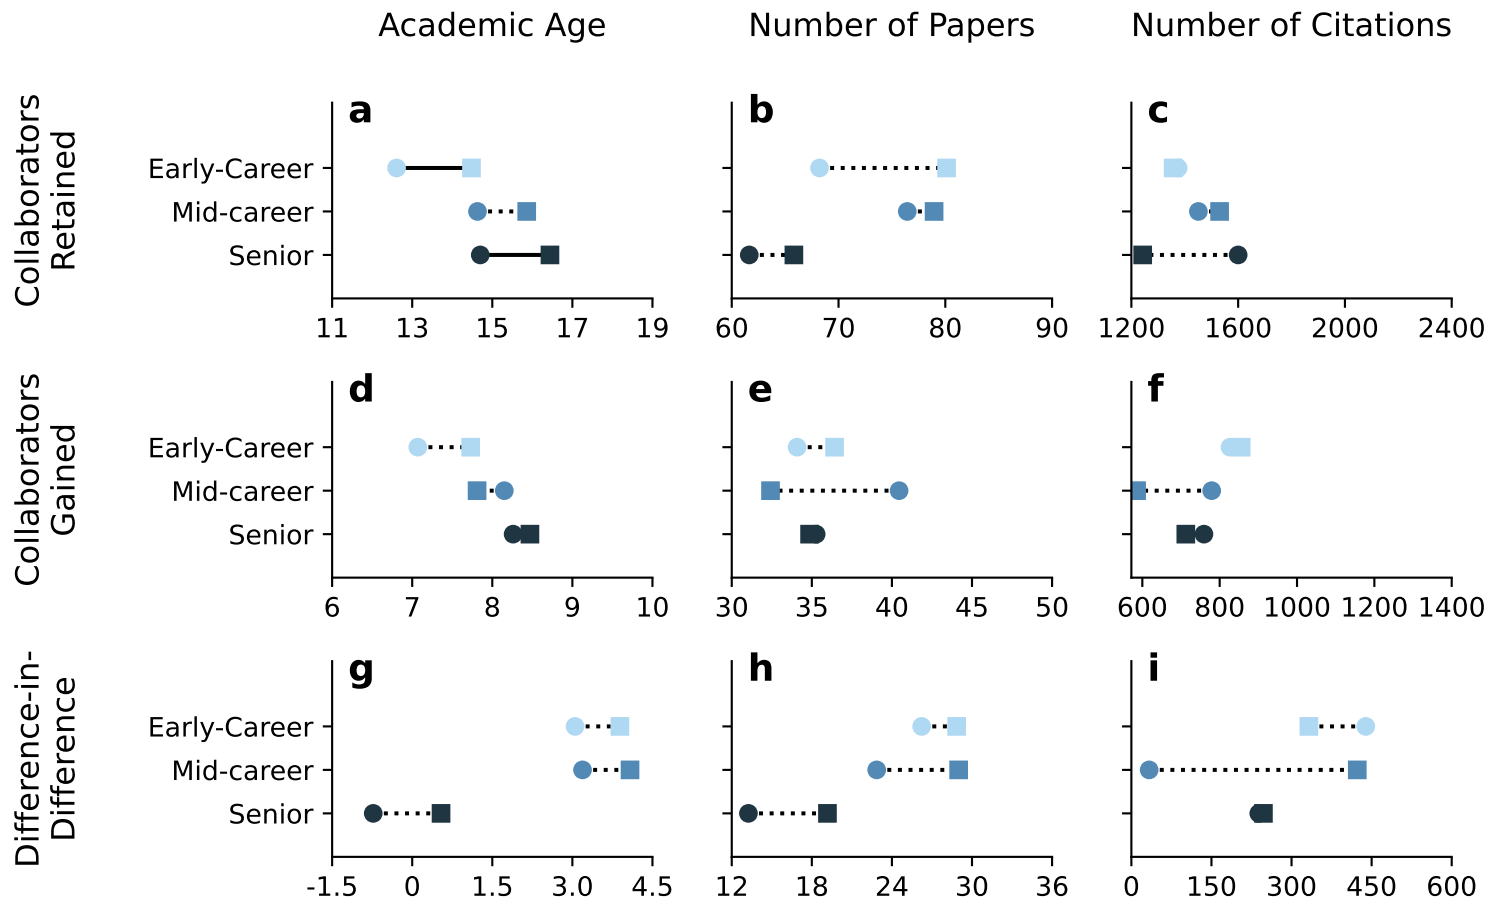 Academic Age
Number of Papers
Number of Citations
Collaborators
Retained
a
b
c
Early-Career
Mid-career
Senior
11 13 15 17 19
60 70 80 90
1200 1600 2000 2400
Collaborators
Gained
d
e
f
Early-Career
Mid-career
Senior
6 7 8 9 10
30 35 40 45 50
600 800 1000 1200 1400
Difference-in-
Difference
g
h
i
Early-Career
Mid-career
Senior
-1.5 0 1.5 3.0 4.5
12 18 24 30 36
0 150 300 450 600